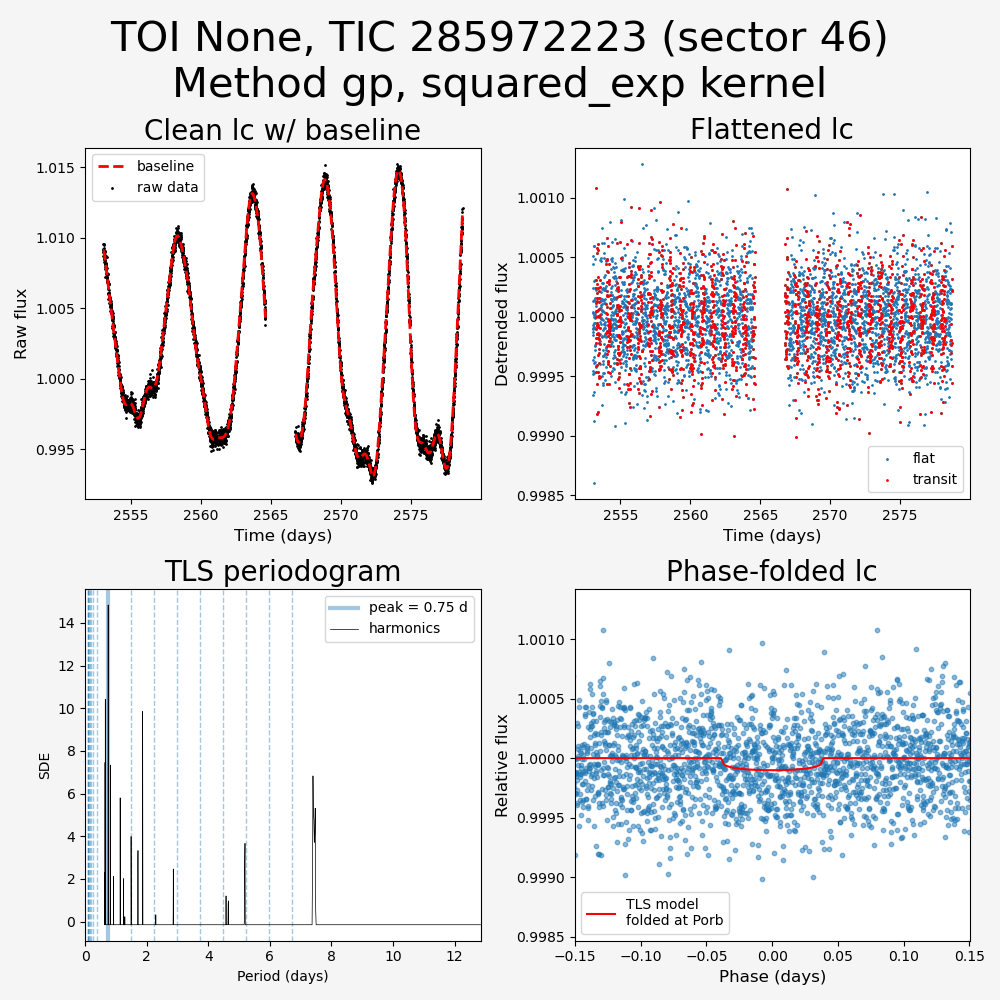 TOI None, TIC 285972223 (sector 46)
Method gp, squared_exp kernel
Clean lc w/ baseline
baseline
raw data
1.015
1.010
1.005
1.000
0.995
Raw flux
2555 2560 2565 2570 2575
Time (days)
Flattened lc
1.0010
1.0005
1.0000
0.9995
0.9990
0.9985
Detrended flux
flat
transit
2555 2560 2565 2570 2575
Time (days)
TLS periodogram
peak = 0.75 d
harmonics
14
12
10
8
6
4
2
0
SDE
0 2 4 6 8 10 12
Period (days)
Phase-folded lc
1.0010
1.0005
1.0000
0.9995
0.9990
0.9985
Relative flux
TLS model
folded at Porb
−0.15 −0.10 −0.05 0.00 0.05 0.10 0.15
Phase (days)